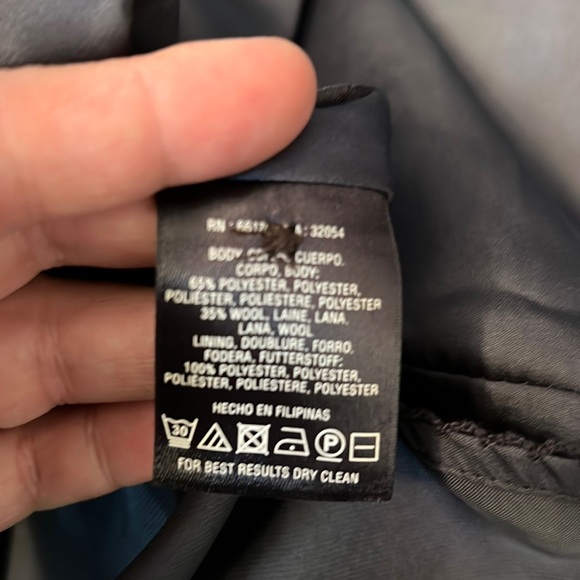 RN : A: 32054
BODY, CUERPO,
CORPO, BODY:
65% POLYESTER, POLYESTER,
POLIÉSTER, POLIESTERE, POLYESTER
35% WOOL, LAINE, LANA,
LANA, WOOL
LINING, DOUBLURE, FORRO,
FODERA, FUTTERSTOFF:
100% POLYESTER, POLYESTER,
POLIÉSTER, POLIESTERE, POLYESTER
HECHO EN FILIPINAS
30 P
FOR BEST RESULTS DRY CLEAN